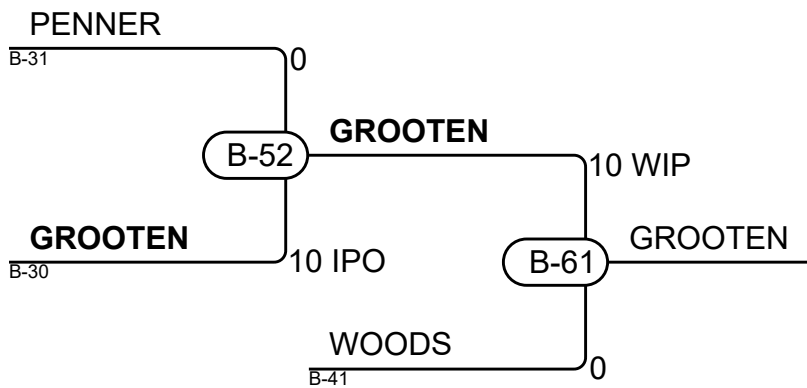 PENNER
B-31
0
B-52
GROOTEN
10 WIP
GROOTEN
B-30
10 IPO
B-61
GROOTEN
WOODS
B-41
0